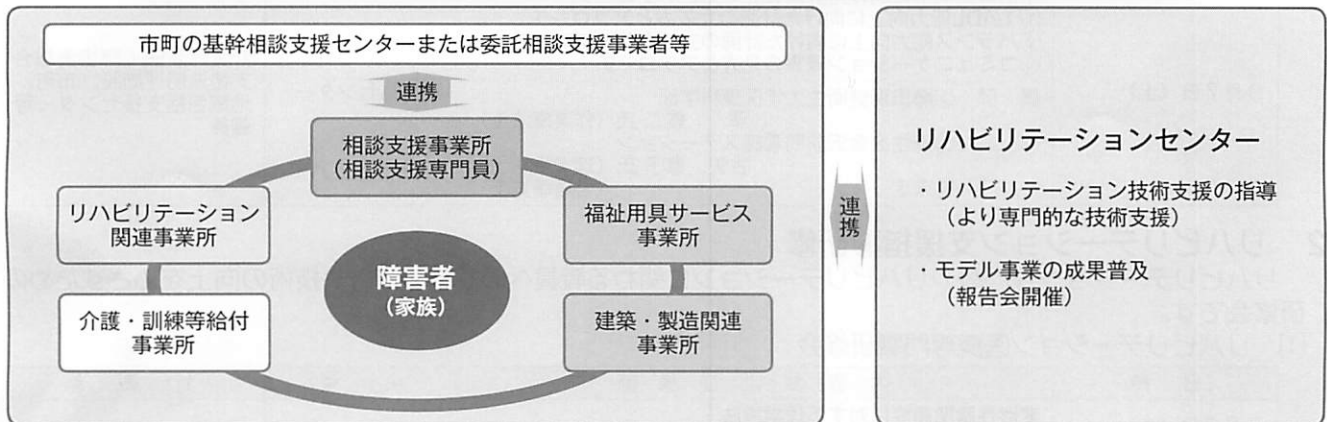 市町の基幹相談支援センターまたは委託相談支援事業者等
連携
相談支援事業所
(相談支援専門員)
リハビリテーション
関連事業所
福祉用具サービス
事業所
障害者
(家族)
介護・訓練等給付
事業所
建築・製造関連
事業所
連携
リハビリテーションセンター
・リハビリテーション技術支援の指導
(より専門的な技術支援)
・モデル事業の成果普及
(報告会開催)